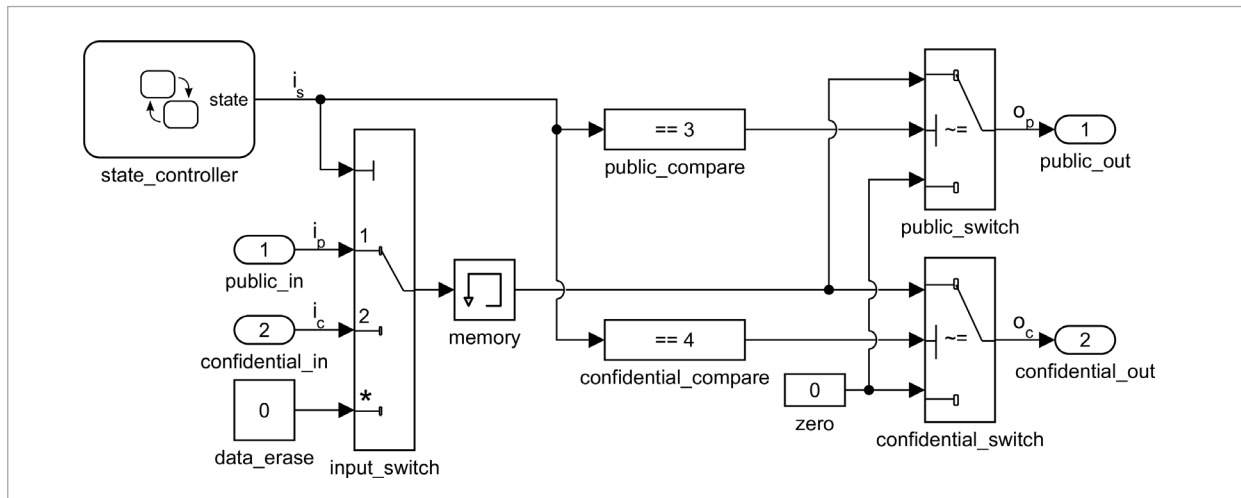 state
state_controller
i_s
== 3
public_compare
~=
public_switch
o_p
1
public_out
1
public_in
i_p
1
2
confidential_in
i_c
2
0
data_erase
*
input_switch
memory
== 4
confidential_compare
0
zero
~=
confidential_switch
o_c
2
confidential_out